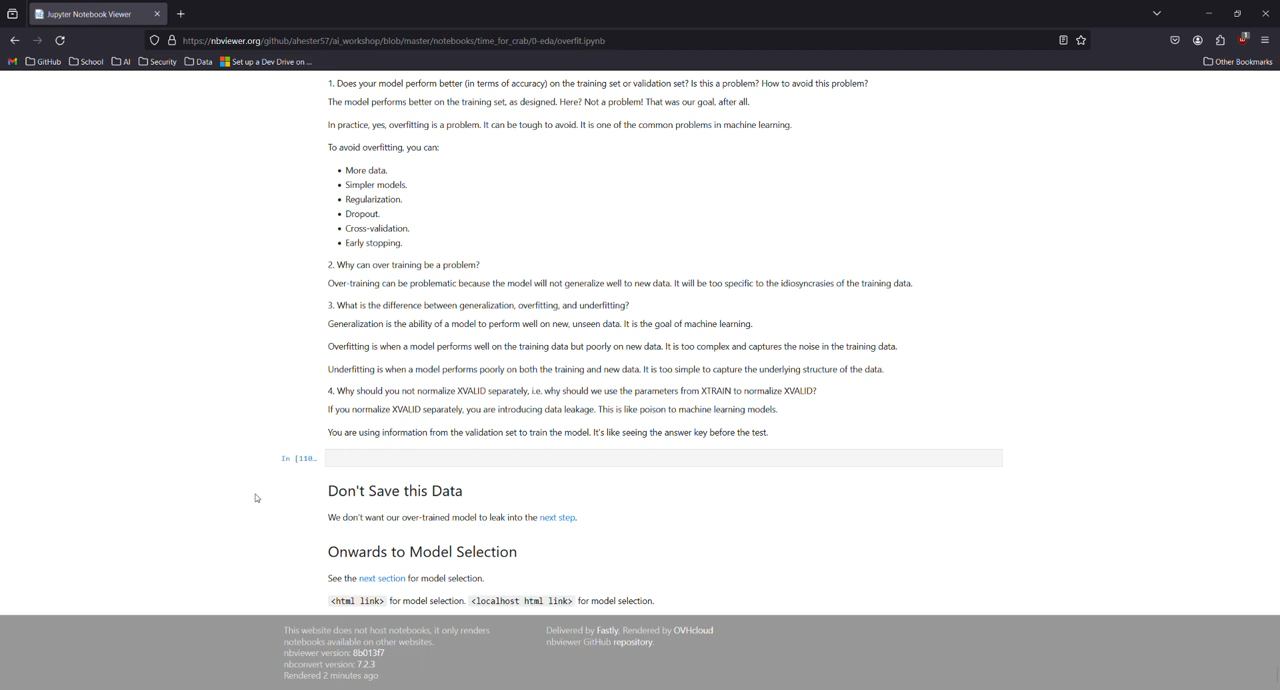 Jupyter Notebook Viewer
https://nbviewer.org/github/ahester57/ai_workshop/blob/master/notebooks/time_for_crab/0-eda/overfit.ipynb
GitHub School AI Security Data Set up a Dev Drive on ... Other Bookmarks
1. Does your model perform better (in terms of accuracy) on the training set or validation set? Is this a problem? How to avoid this problem?
The model performs better on the training set, as designed. Here? Not a problem! That was our goal, after all.
In practice, yes, overfitting is a problem. It can be tough to avoid. It is one of the common problems in machine learning.
To avoid overfitting, you can:
• More data.
• Simpler models.
• Regularization.
• Dropout.
• Cross-validation.
• Early stopping.
2. Why can over training be a problem?
Over-training can be problematic because the model will not generalize well to new data. It will be too specific to the idiosyncrasies of the training data.
3. What is the difference between generalization, overfitting, and underfitting?
Generalization is the ability of a model to perform well on new, unseen data. It is the goal of machine learning.
Overfitting is when a model performs well on the training data but poorly on new data. It is too complex and captures the noise in the training data.
Underfitting is when a model performs poorly on both the training and new data. It is too simple to capture the underlying structure of the data.
4. Why should you not normalize XVALID separately, i.e. why should we use the parameters from XTRAIN to normalize XVALID?
If you normalize XVALID separately, you are introducing data leakage. This is like poison to machine learning models.
You are using information from the validation set to train the model. It's like seeing the answer key before the test.
In [110...
Don't Save this Data
We don't want our over-trained model to leak into the next step.
Onwards to Model Selection
See the next section for model selection.
<html link> for model selection. <localhost html link> for model selection.
This website does not host notebooks, it only renders
notebooks available on other websites.
nbviewer version: 8b013f7
nbconvert version: 7.2.3
Rendered 2 minutes ago
Delivered by Fastly, Rendered by OVHcloud
nbviewer GitHub repository.